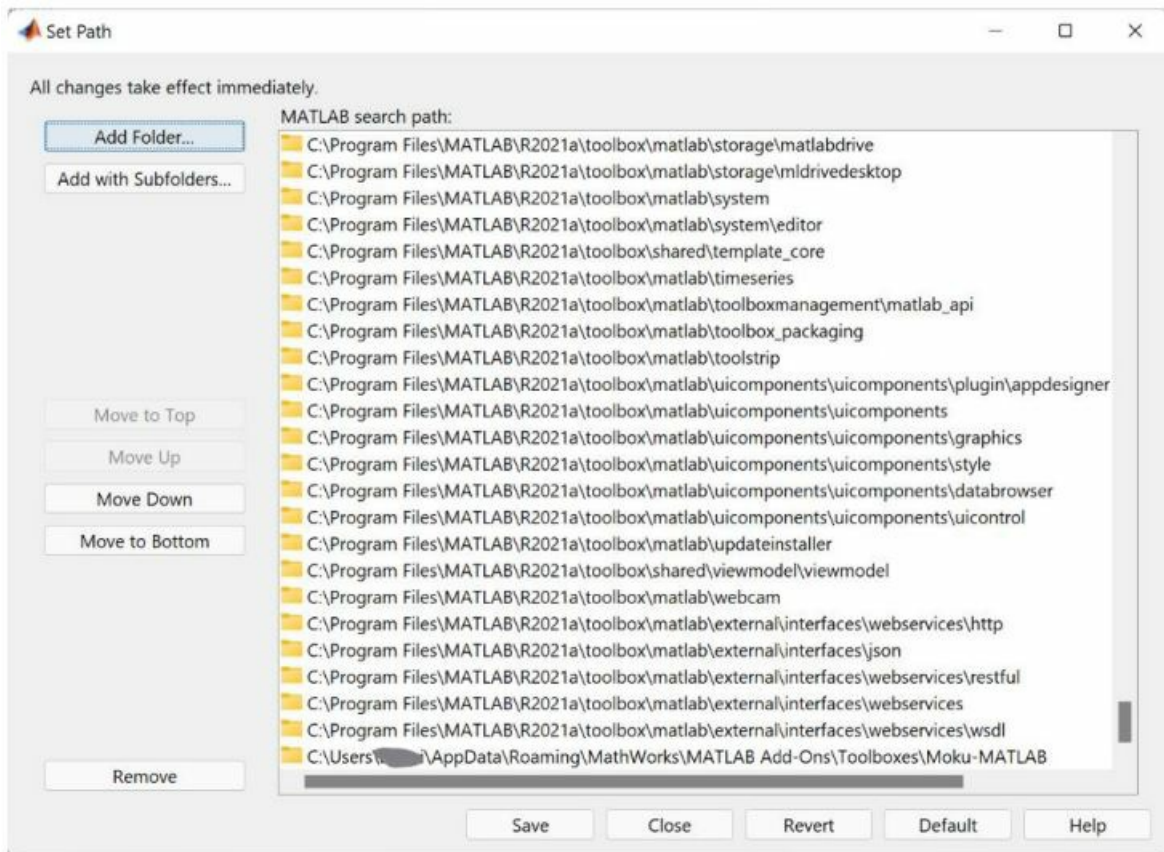 Set Path
All changes take effect immediately.
Add Folder...
Add with Subfolders...
Move to Top
Move Up
Move Down
Move to Bottom
Remove
MATLAB search path:
C:\Program Files\MATLAB\R2021a\toolbox\matlab\storage\matlabdrive
C:\Program Files\MATLAB\R2021a\toolbox\matlab\storage\mldrivedesktop
C:\Program Files\MATLAB\R2021a\toolbox\matlab\system
C:\Program Files\MATLAB\R2021a\toolbox\matlab\system\editor
C:\Program Files\MATLAB\R2021a\toolbox\shared\template_core
C:\Program Files\MATLAB\R2021a\toolbox\matlab\timeseries
C:\Program Files\MATLAB\R2021a\toolbox\matlab\toolboxmanagement\matlab_api
C:\Program Files\MATLAB\R2021a\toolbox\matlab\toolbox_packaging
C:\Program Files\MATLAB\R2021a\toolbox\matlab\toolstrip
C:\Program Files\MATLAB\R2021a\toolbox\matlab\uicomponents\uicomponents\plugin\appdesigner
C:\Program Files\MATLAB\R2021a\toolbox\matlab\uicomponents\uicomponents
C:\Program Files\MATLAB\R2021a\toolbox\matlab\uicomponents\uicomponents\graphics
C:\Program Files\MATLAB\R2021a\toolbox\matlab\uicomponents\uicomponents\style
C:\Program Files\MATLAB\R2021a\toolbox\matlab\uicomponents\uicomponents\databrowser
C:\Program Files\MATLAB\R2021a\toolbox\matlab\uicomponents\uicomponents\uicontrol
C:\Program Files\MATLAB\R2021a\toolbox\matlab\updateinstaller
C:\Program Files\MATLAB\R2021a\toolbox\shared\viewmodel\viewmodel
C:\Program Files\MATLAB\R2021a\toolbox\matlab\webcam
C:\Program Files\MATLAB\R2021a\toolbox\matlab\external\interfaces\webservices\http
C:\Program Files\MATLAB\R2021a\toolbox\matlab\external\interfaces\json
C:\Program Files\MATLAB\R2021a\toolbox\matlab\external\interfaces\webservices\restful
C:\Program Files\MATLAB\R2021a\toolbox\matlab\external\interfaces\webservices
C:\Program Files\MATLAB\R2021a\toolbox\matlab\external\interfaces\webservices\wsdl
C:\Users\ \AppData\Roaming\MathWorks\MATLAB Add-Ons\Toolboxes\Moku-MATLAB
Save
Close
Revert
Default
Help